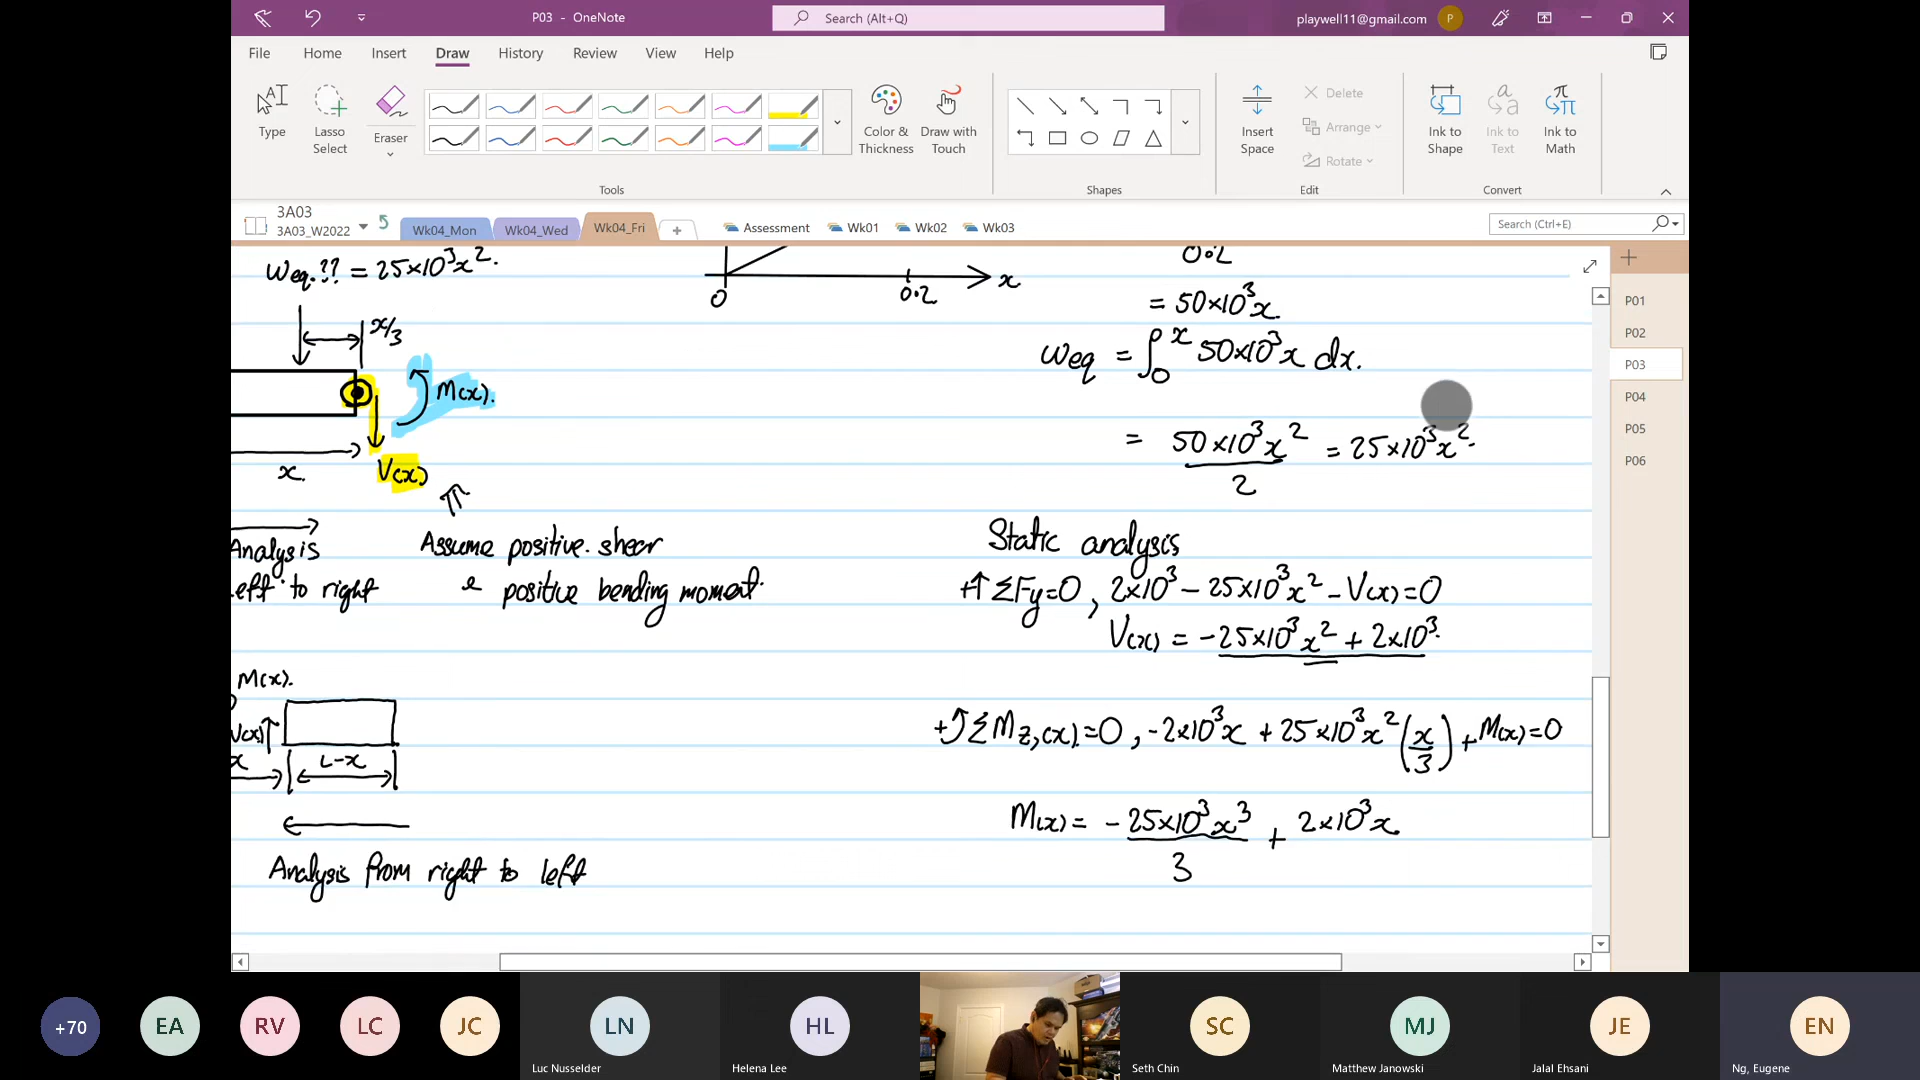 P03 - OneNote
Search (Alt+Q)
playwell11@gmail.com
P
File Home Insert Draw History Review View Help
Type
Lasso Select
Eraser
Color & Thickness
Draw with Touch
Insert Space
Delete
Arrange
Rotate
Ink to Shape
Ink to Text
Ink to Math
Tools
Shapes
Edit
Convert
3A03
3A03_W2022
Wk04_Mon
Wk04_Wed
Wk04_Fri
Assessment
Wk01
Wk02
Wk03
Search (Ctrl+E)
P01
P02
P03
P04
P05
P06
Weq.?? = 25×10³x².
0
0.2
x
x/3
M(x).
V(x)
x
Analysis
left to right
Assume positive shear
& positive bending moment.
M(x).
V(x)
x
L-x
Analysis from right to left
0.2
= 50×10³x
Weq = ∫₀ˣ 50×10³x dx.
= 50×10³x² / 2 = 25×10³x²
Static analysis
+↑ΣFy=0, 2×10³ - 25×10³x² - V(x)=0
V(x) = -25×10³x² + 2×10³.
+↺ΣMz,(x)=0, -2×10³x + 25×10³x²(x/3) + M(x)=0
M(x) = -25×10³x³ / 3 + 2×10³x
+70
EA
RV
LC
JC
LN
Luc Nusselder
HL
Helena Lee
SC
Seth Chin
MJ
Matthew Janowski
JE
Jalal Ehsani
EN
Ng, Eugene